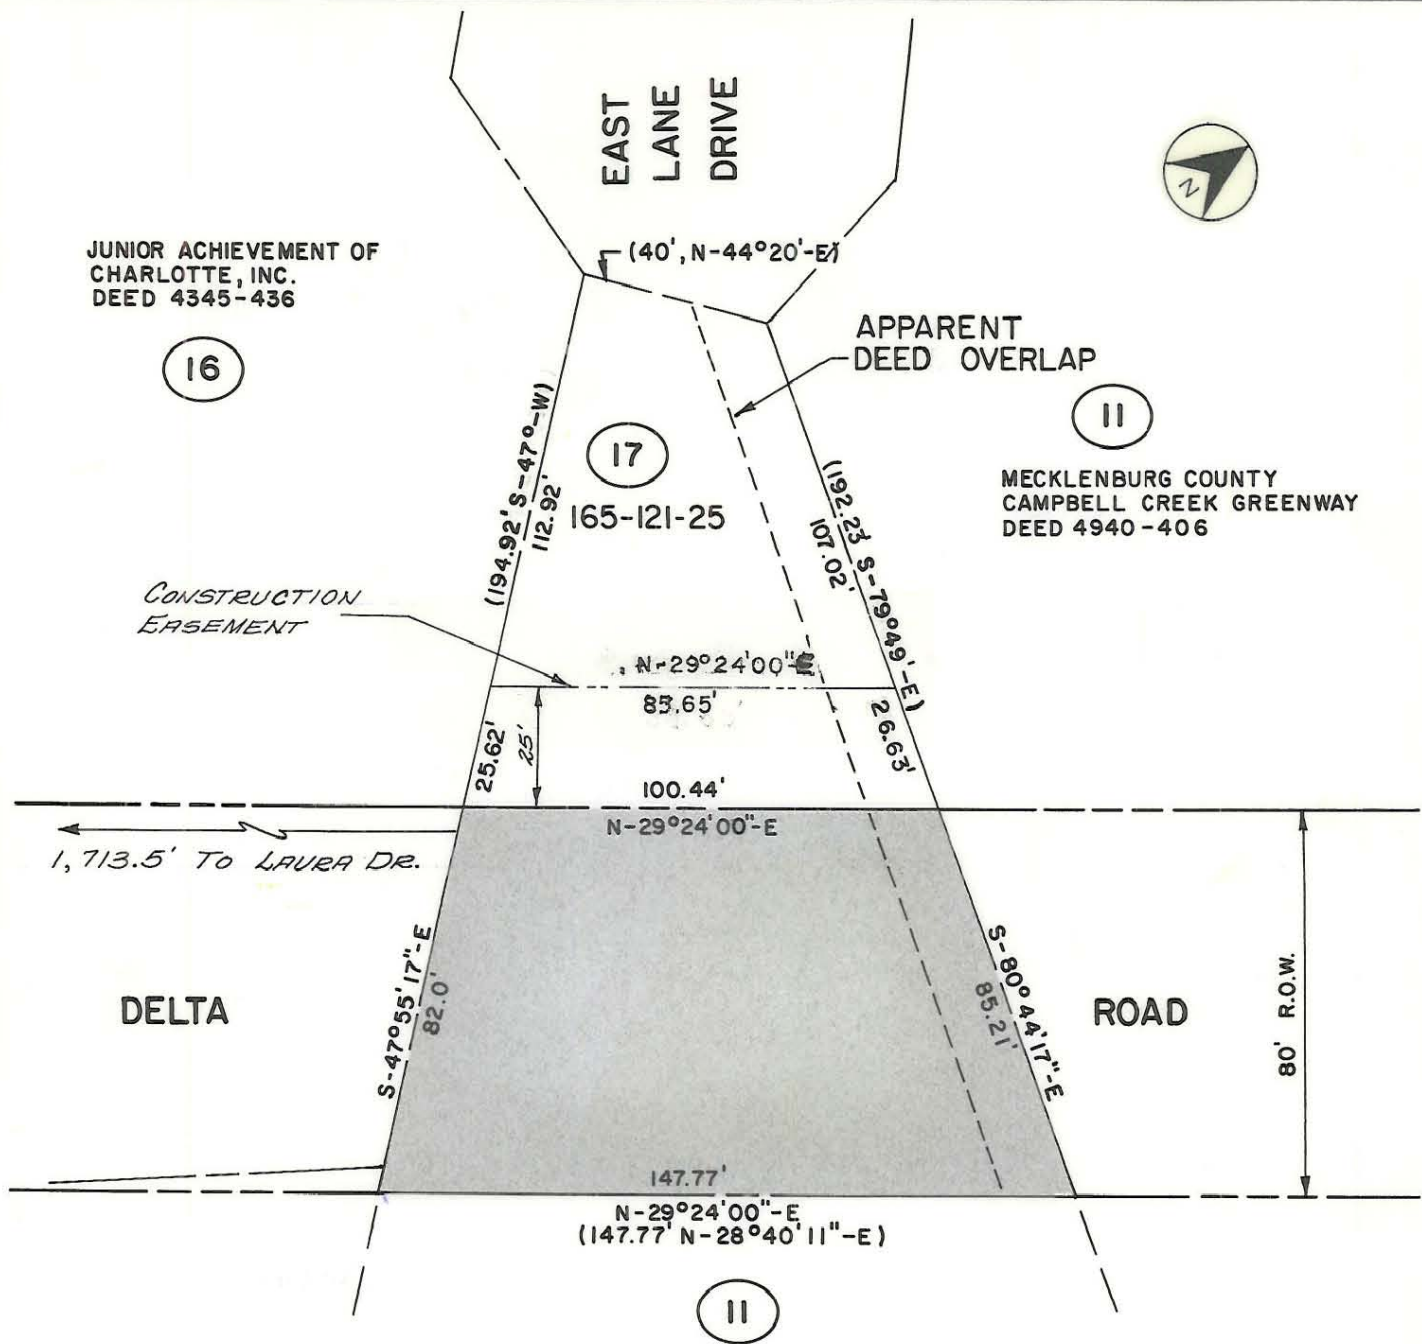 EAST
LANE
DRIVE
N
(40', N-44°20'-E)
JUNIOR ACHIEVEMENT OF
CHARLOTTE, INC.
DEED 4345-436
16
APPARENT
DEED OVERLAP
11
MECKLENBURG COUNTY
CAMPBELL CREEK GREENWAY
DEED 4940-406
17
165-121-25
(194.92' S-47°-W)
112.92'
(192.23' S-79°49'-E)
107.02'
CONSTRUCTION
EASEMENT
N-29°24'00"-E
25.62'
25'
26.63'
100.44'
N-29°24'00"-E
1,713.5' TO LAURA DR.
DELTA
S-47°55'17"-E
82.0'
S-80°44'17"-E
85.21'
ROAD
80' R.O.W.
147.77'
N-29°24'00"-E
(147.77' N-28°40'11"-E)
11